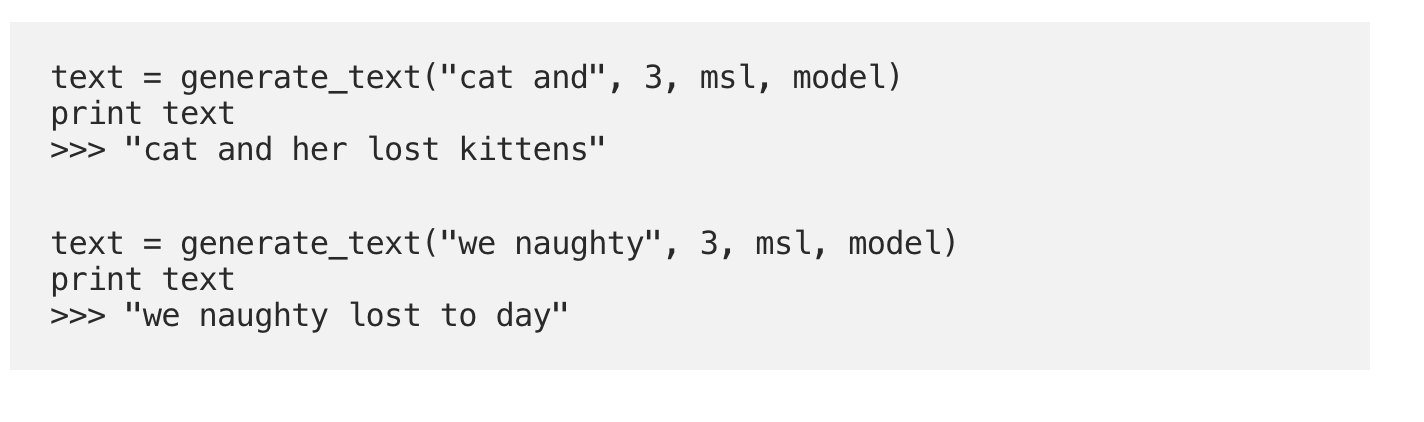 text = generate_text("cat and", 3, msl, model)
print text
>>> "cat and her lost kittens"
text = generate_text("we naughty", 3, msl, model)
print text
>>> "we naughty lost to day"